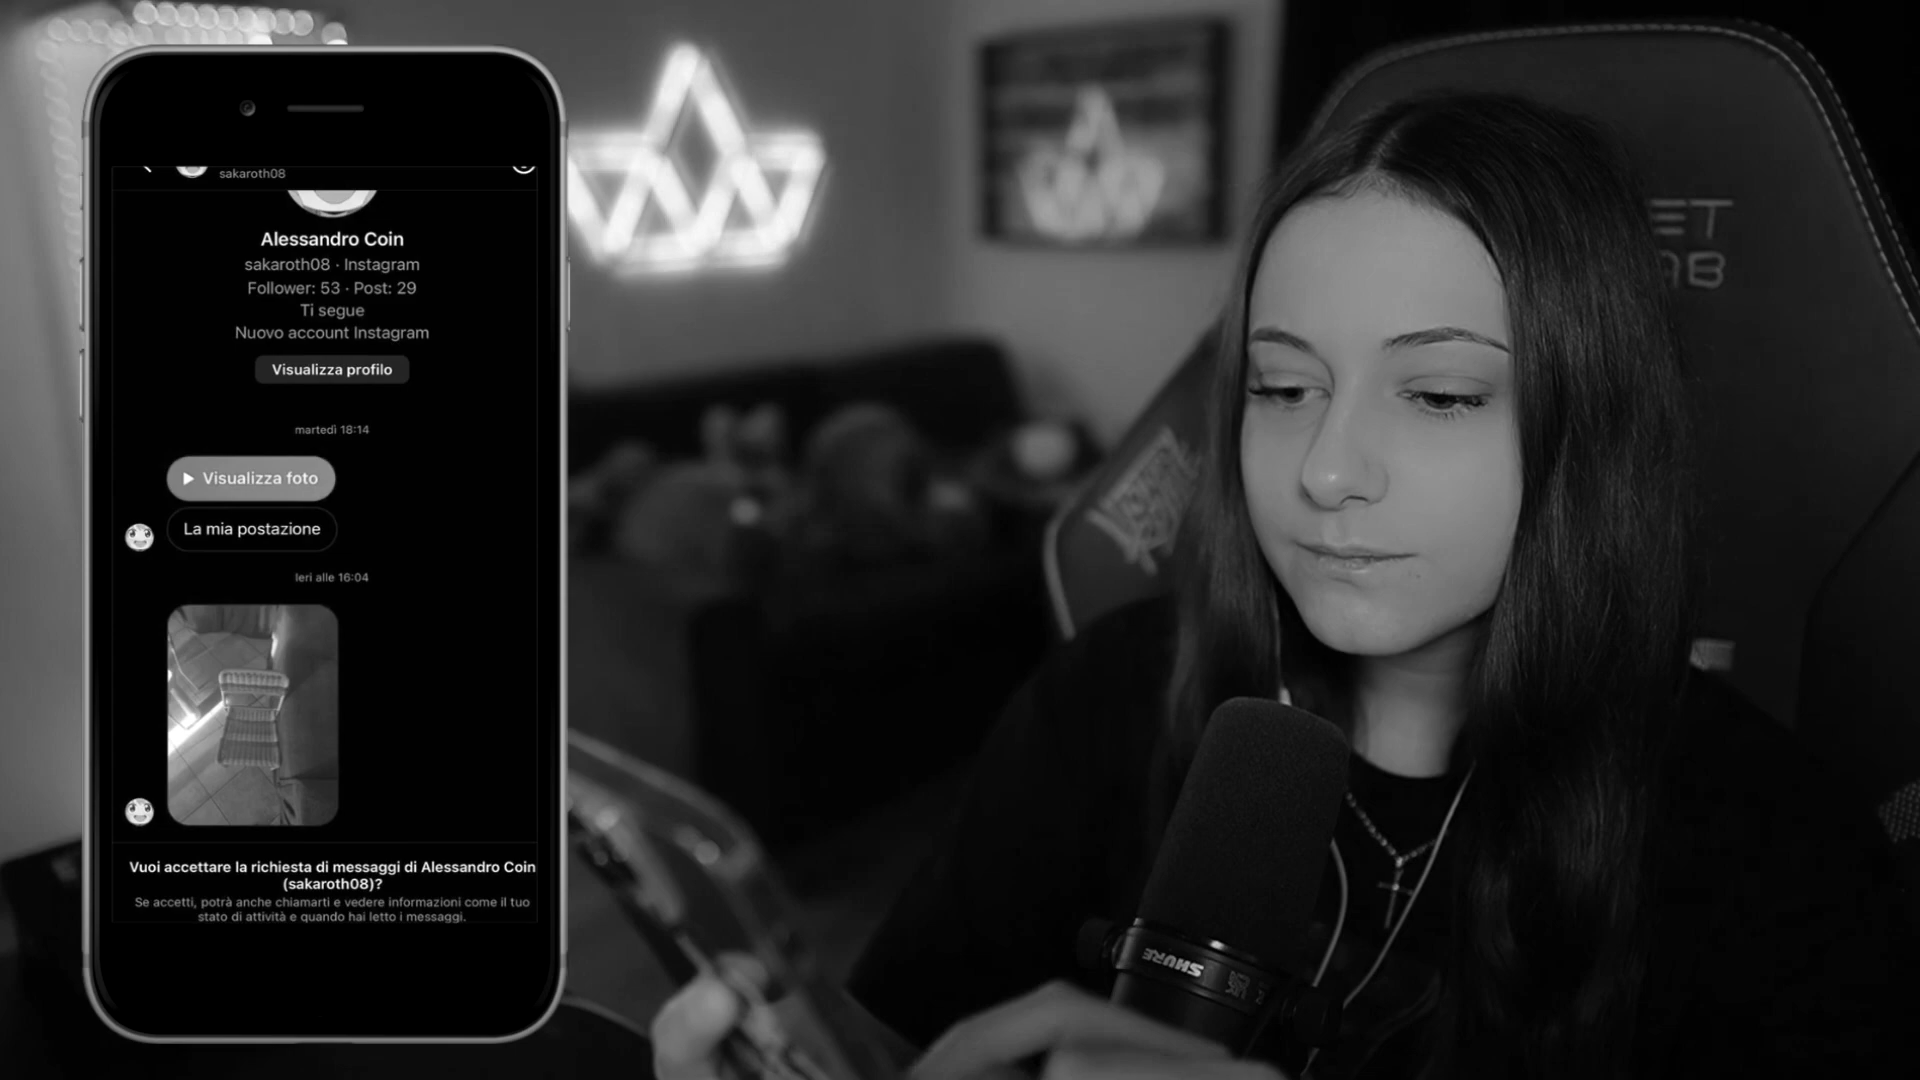 sakaroth08
Alessandro Coin
sakaroth08 · Instagram
Follower: 53 · Post: 29
Ti segue
Nuovo account Instagram
Visualizza profilo
martedì 18:14
Visualizza foto
La mia postazione
Ieri alle 16:04
Vuoi accettare la richiesta di messaggi di Alessandro Coin
(sakaroth08)?
Se accetti, potrà anche chiamarti e vedere informazioni come il tuo
stato di attività e quando hai letto i messaggi.
SHURE